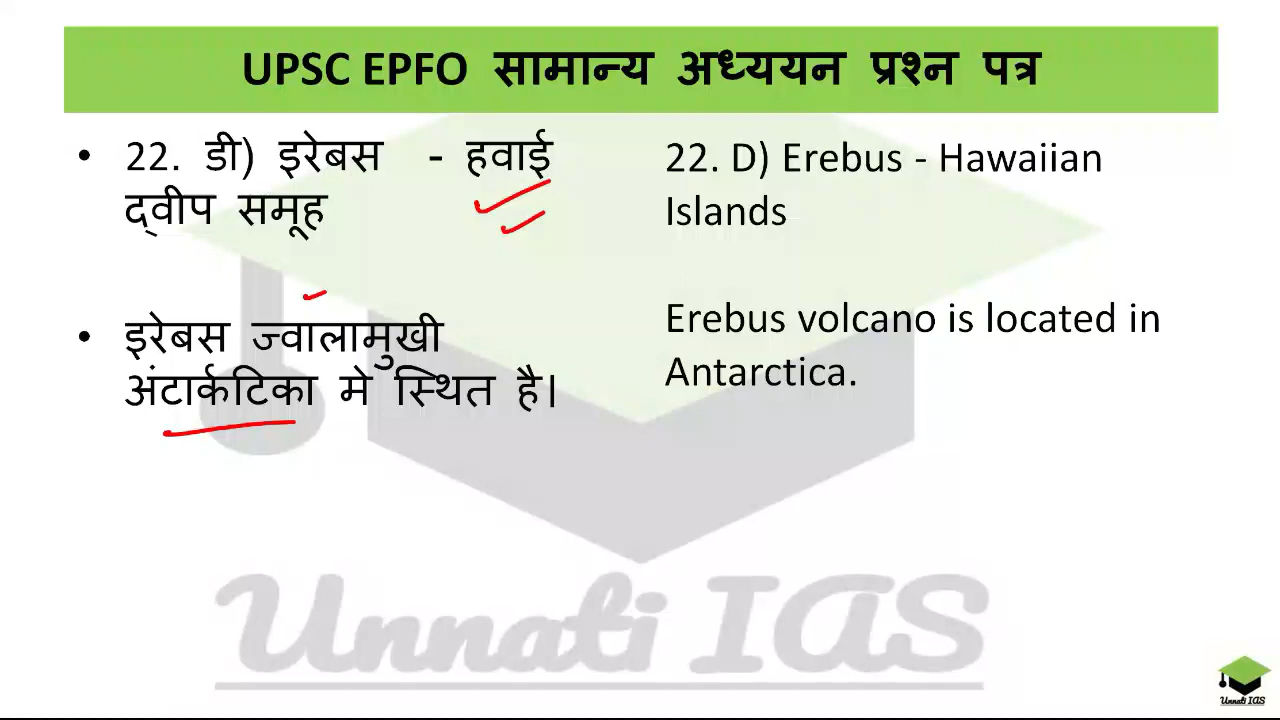 UPSC EPFO सामान्य अध्ययन प्रश्न पत्र
• 22. डी) इरेबस - हवाई
द्वीप समूह
• इरेबस ज्वालामुखी
अंटार्कटिका मे स्थित है।
22. D) Erebus - Hawaiian
Islands
Erebus volcano is located in
Antarctica.
Unnati IAS
Unnati IAS